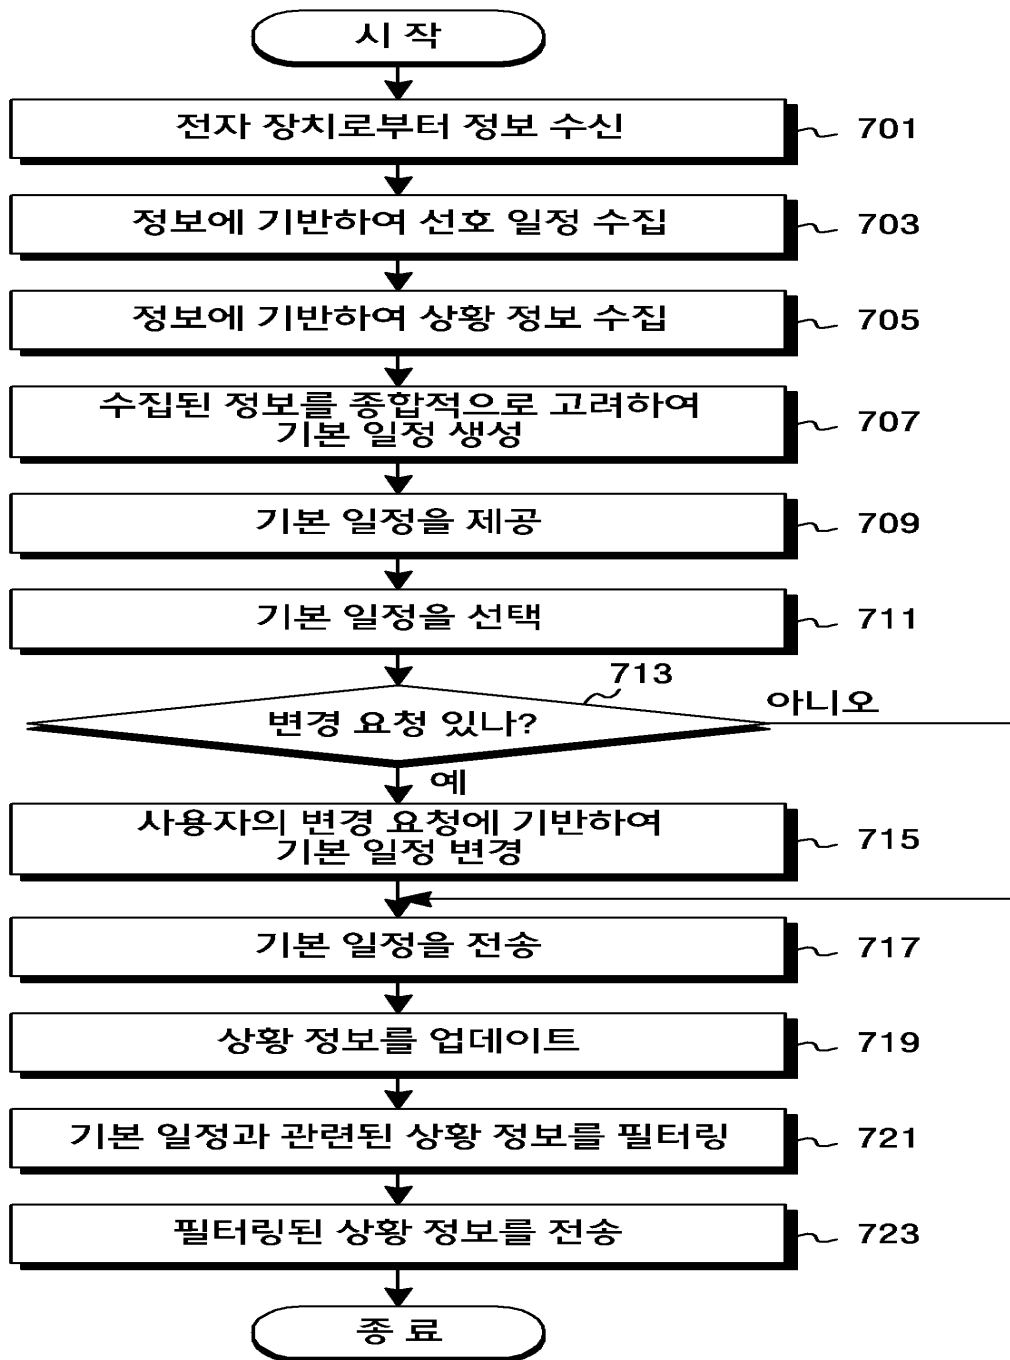 시 작
전자 장치로부터 정보 수신
701
정보에 기반하여 선호 일정 수집
703
정보에 기반하여 상황 정보 수집
705
수집된 정보를 종합적으로 고려하여
기본 일정 생성
707
기본 일정을 제공
709
기본 일정을 선택
711
713
변경 요청 있나?
아니오
예
사용자의 변경 요청에 기반하여
기본 일정 변경
715
기본 일정을 전송
717
상황 정보를 업데이트
719
기본 일정과 관련된 상황 정보를 필터링
721
필터링된 상황 정보를 전송
723
종 료